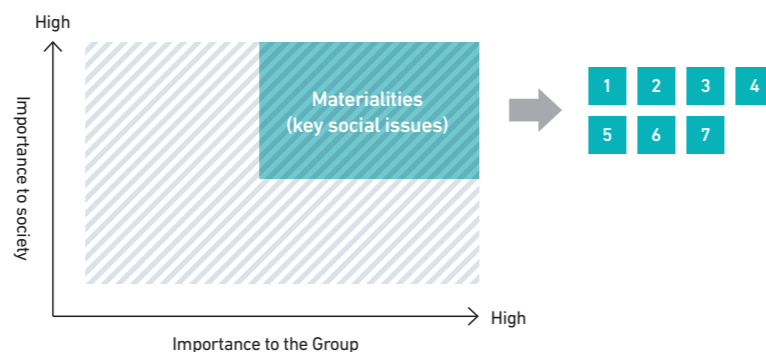 High
Importance to society
Materialities
(key social issues)
1 2 3 4
5 6 7
High
Importance to the Group